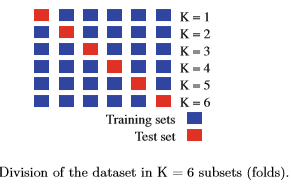 K = 1
K = 2
K = 3
K = 4
K = 5
K = 6
Training sets
Test set
Division of the dataset in K = 6 subsets (folds).